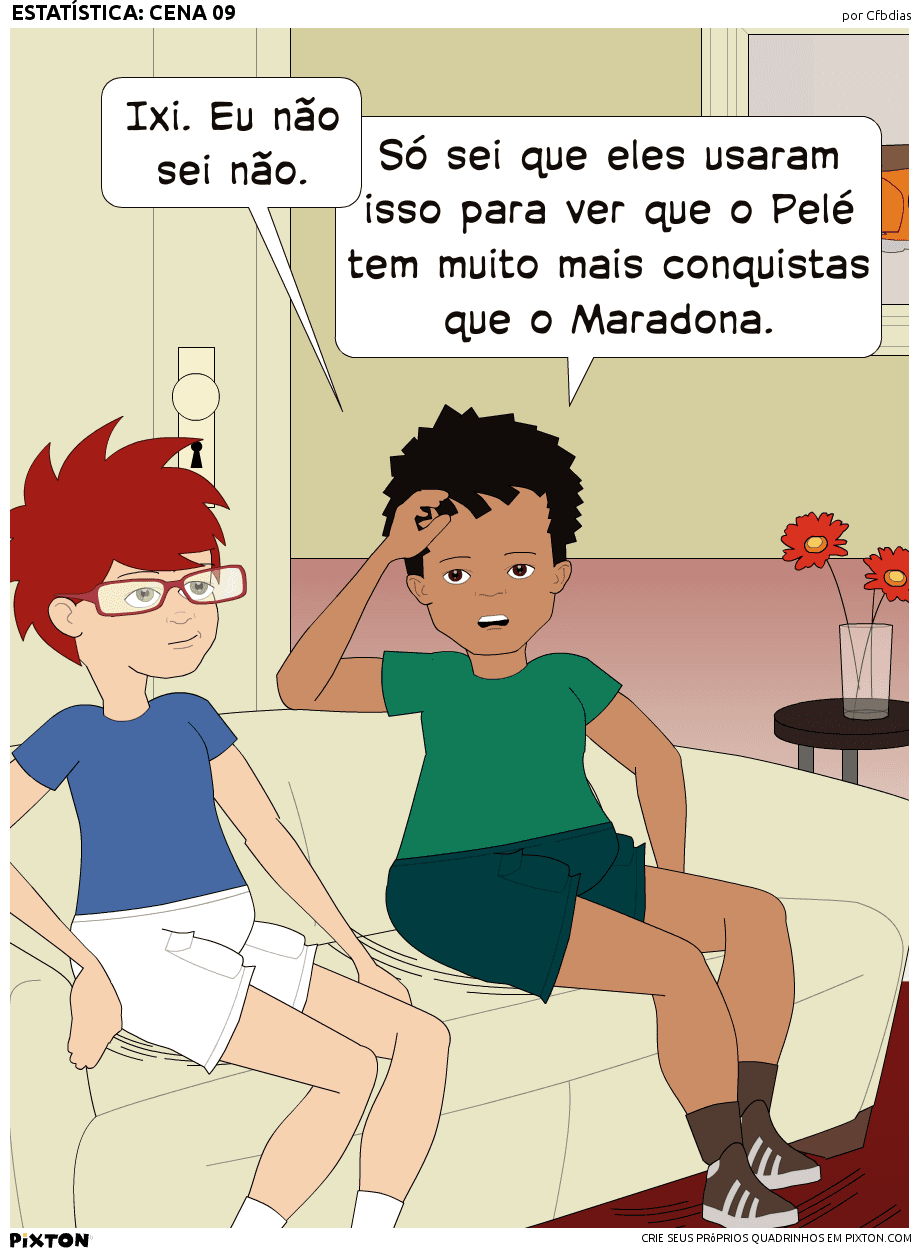 ESTATÍSTICA: CENA 09
por Cfbdias
Ixi. Eu não
sei não.
Só sei que eles usaram
isso para ver que o Pelé
tem muito mais conquistas
que o Maradona.
PIXTON
CRIE SEUS PRóPRIOS QUADRINHOS EM PIXTON.COM